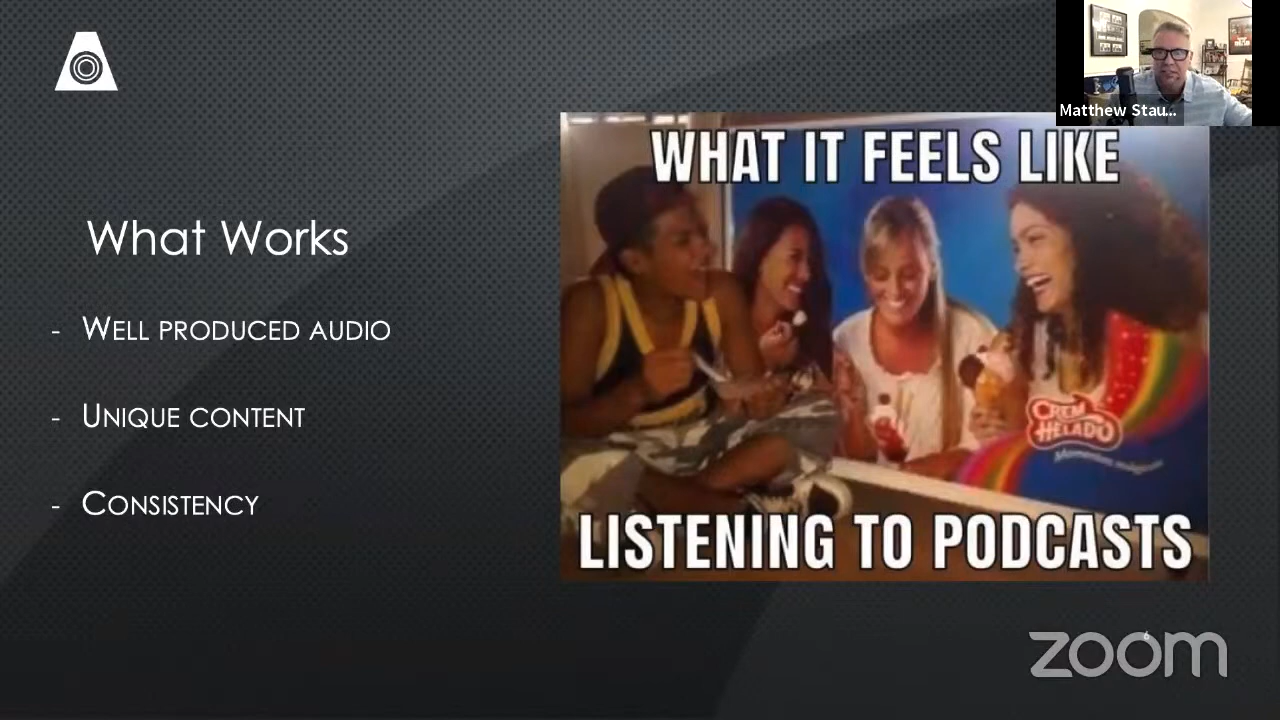 What Works
- WELL PRODUCED AUDIO
- UNIQUE CONTENT
- CONSISTENCY
WHAT IT FEELS LIKE
CREM
HELADO
LISTENING TO PODCASTS
Matthew Stau...
6
zoom